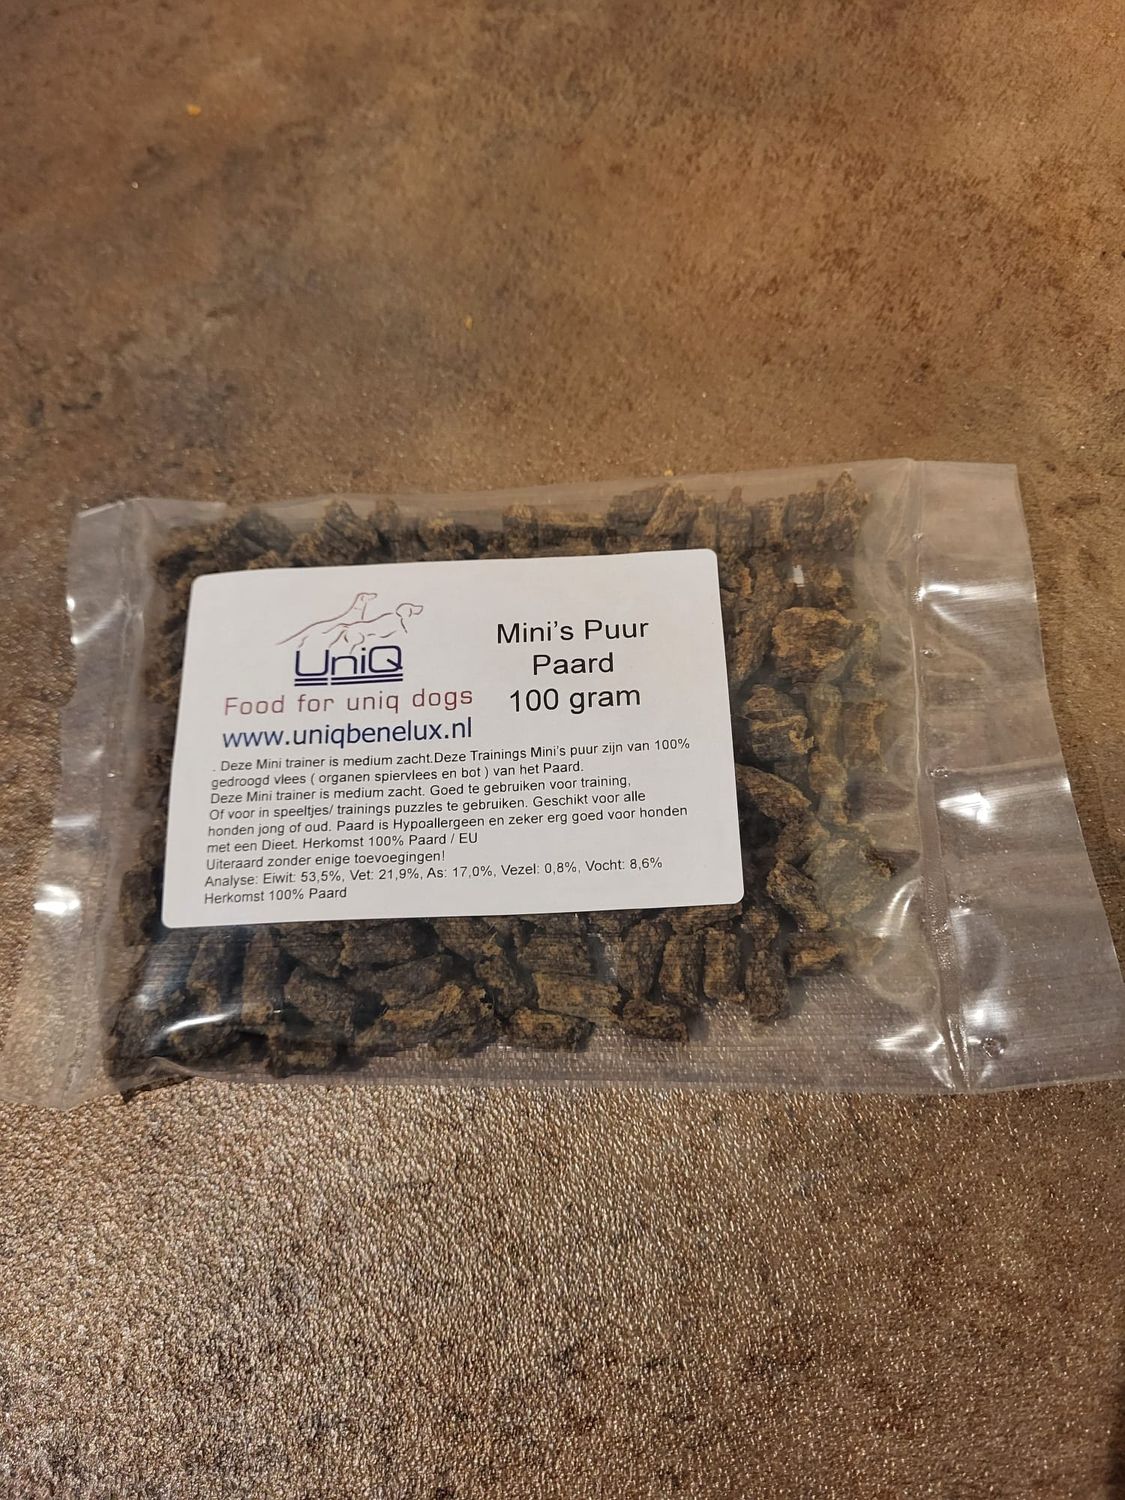 UniQ
Food for uniq dogs
www.uniqbenelux.nl
Mini's Puur
Paard
100 gram
. Deze Mini trainer is medium zacht.Deze Trainings Mini's puur zijn van 100%
gedroogd vlees ( organen spiervlees en bot ) van het Paard.
Deze Mini trainer is medium zacht. Goed te gebruiken voor training,
Of voor in speeltjes/ trainings puzzles te gebruiken. Geschikt voor alle
honden jong of oud. Paard is Hypoallergeen en zeker erg goed voor honden
met een Dieet. Herkomst 100% Paard / EU
Uiteraard zonder enige toevoegingen!
Analyse: Eiwit: 53,5%, Vet: 21,9%, As: 17,0%, Vezel: 0,8%, Vocht: 8,6%
Herkomst 100% Paard